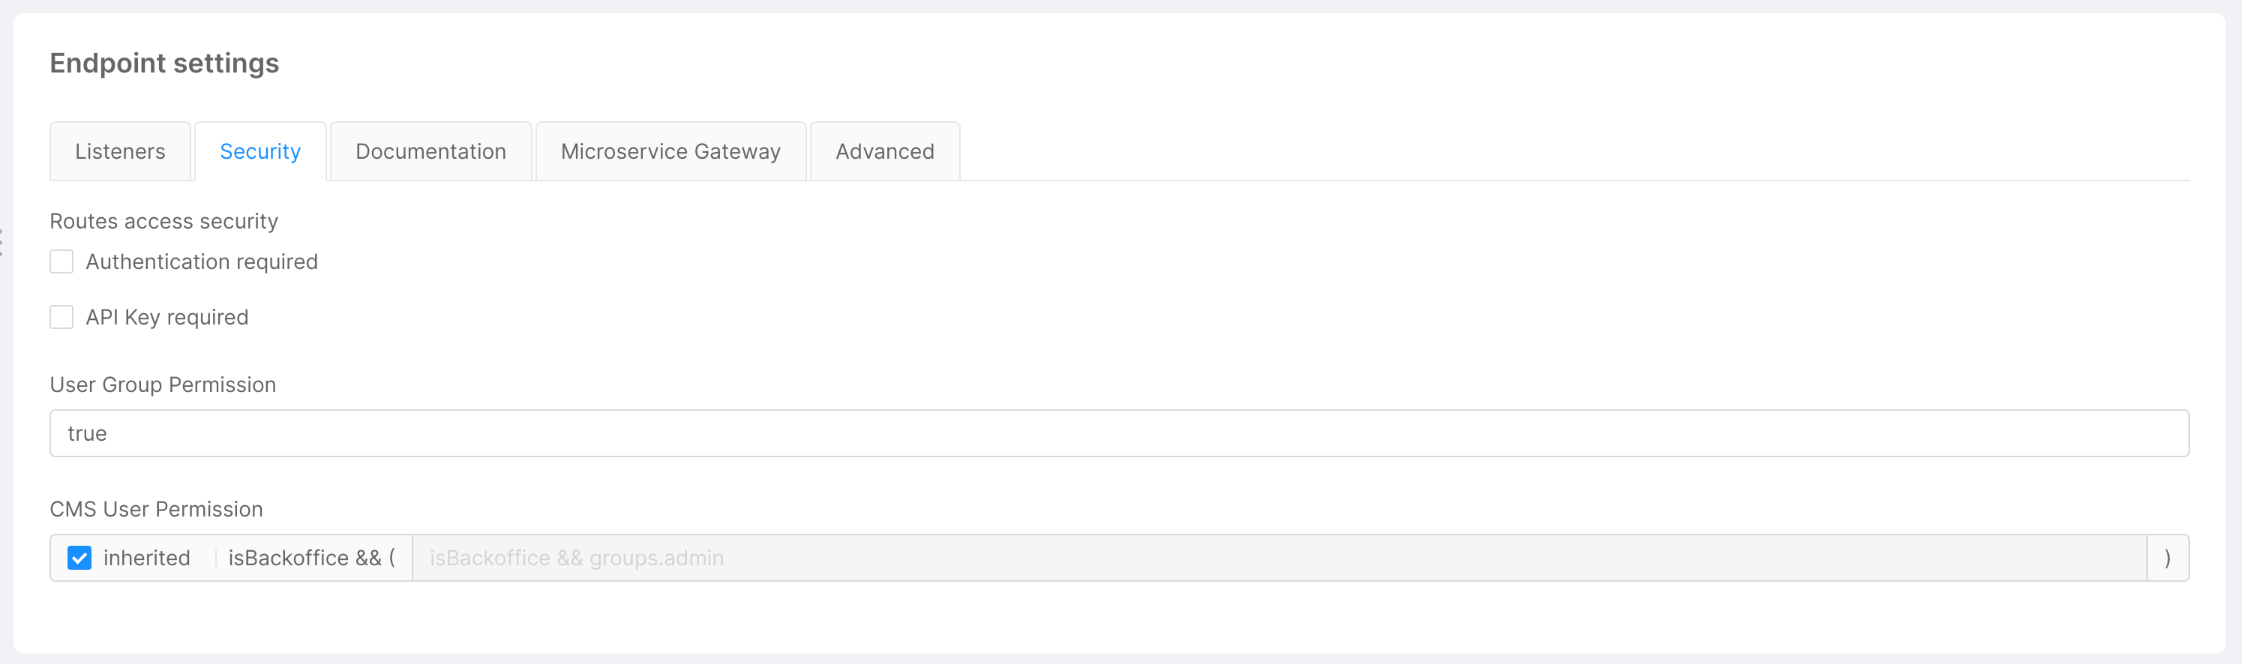 Endpoint settings
Listeners Security Documentation Microservice Gateway Advanced
Routes access security
Authentication required
API Key required
User Group Permission
true
CMS User Permission
inherited isBackoffice && ( isBackoffice && groups.admin )